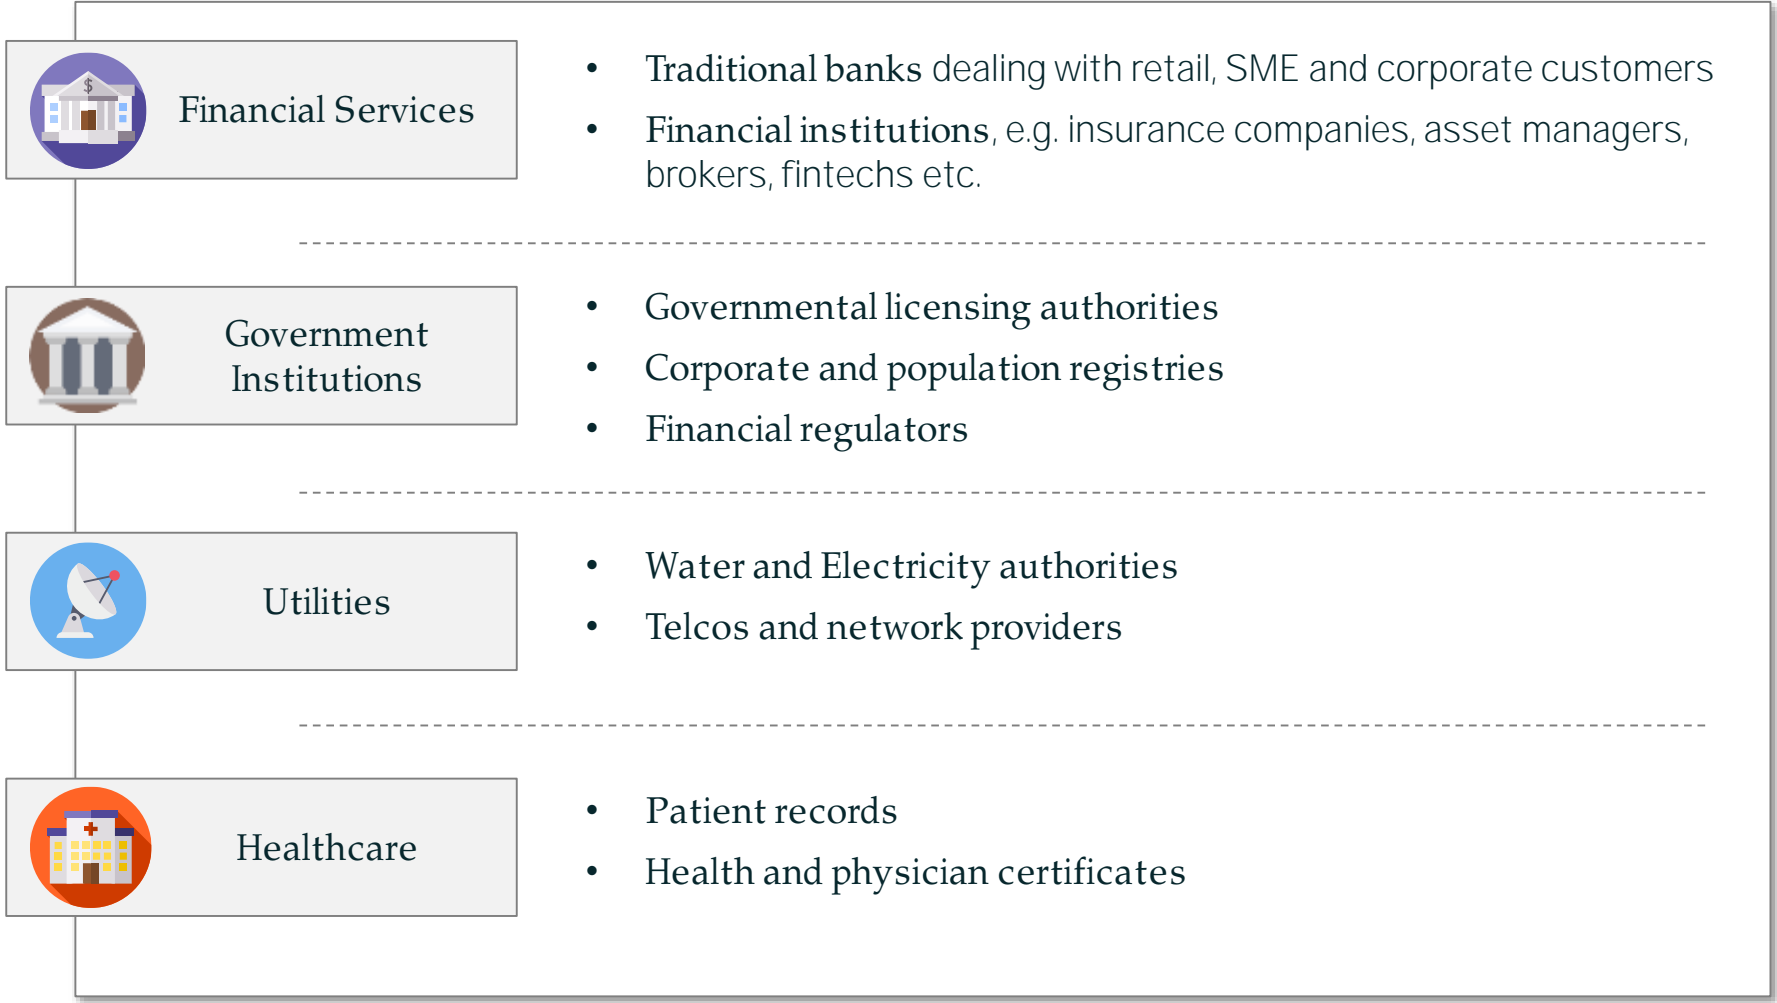 Financial Services
• Traditional banks dealing with retail, SME and corporate customers
• Financial institutions, e.g. insurance companies, asset managers,
brokers, fintechs etc.
Government
Institutions
• Governmental licensing authorities
• Corporate and population registries
• Financial regulators
Utilities
• Water and Electricity authorities
• Telcos and network providers
Healthcare
• Patient records
• Health and physician certificates